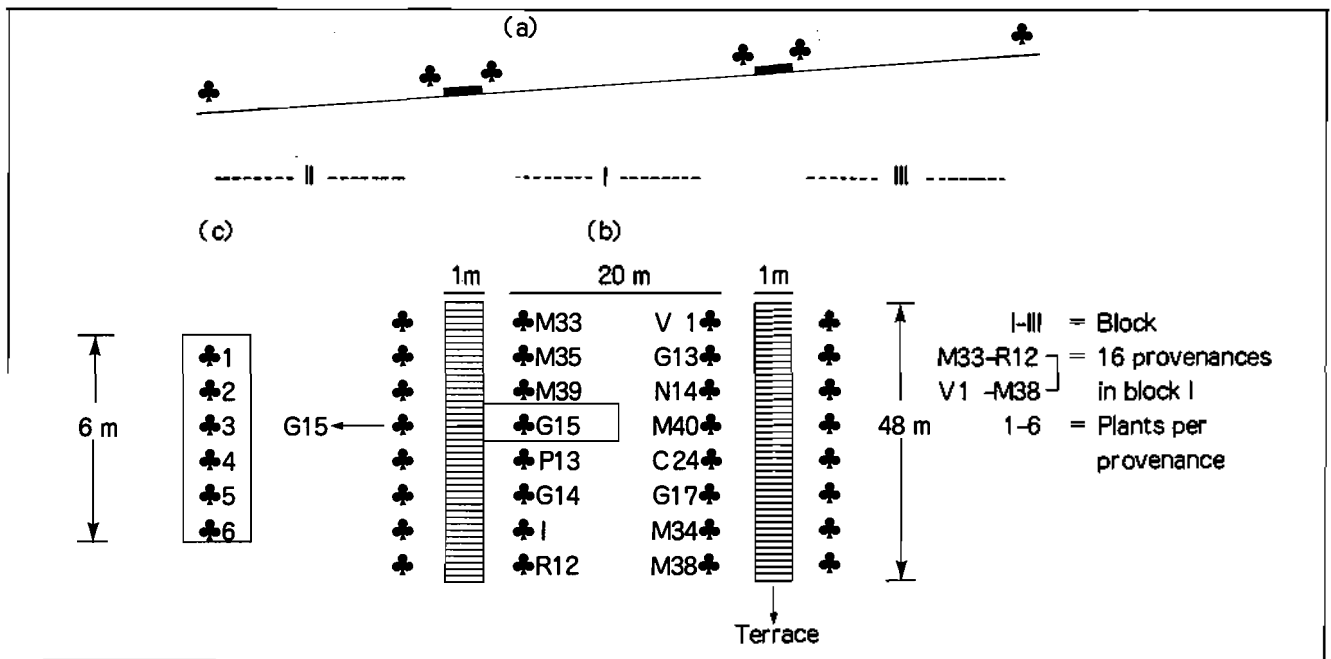 (a)
II I III
(c) (b)
1m 20 m 1m
M33 V 1
M35 G13
M39 N14
G15 G15 M40
P13 C24
G14 G17
I M34
R12 M38
1
2
3
4
5
6
6 m
48 m
Terrace
I-III = Block
M33-R12 = 16 provenances
V1 -M38 in block I
1-6 = Plants per
provenance